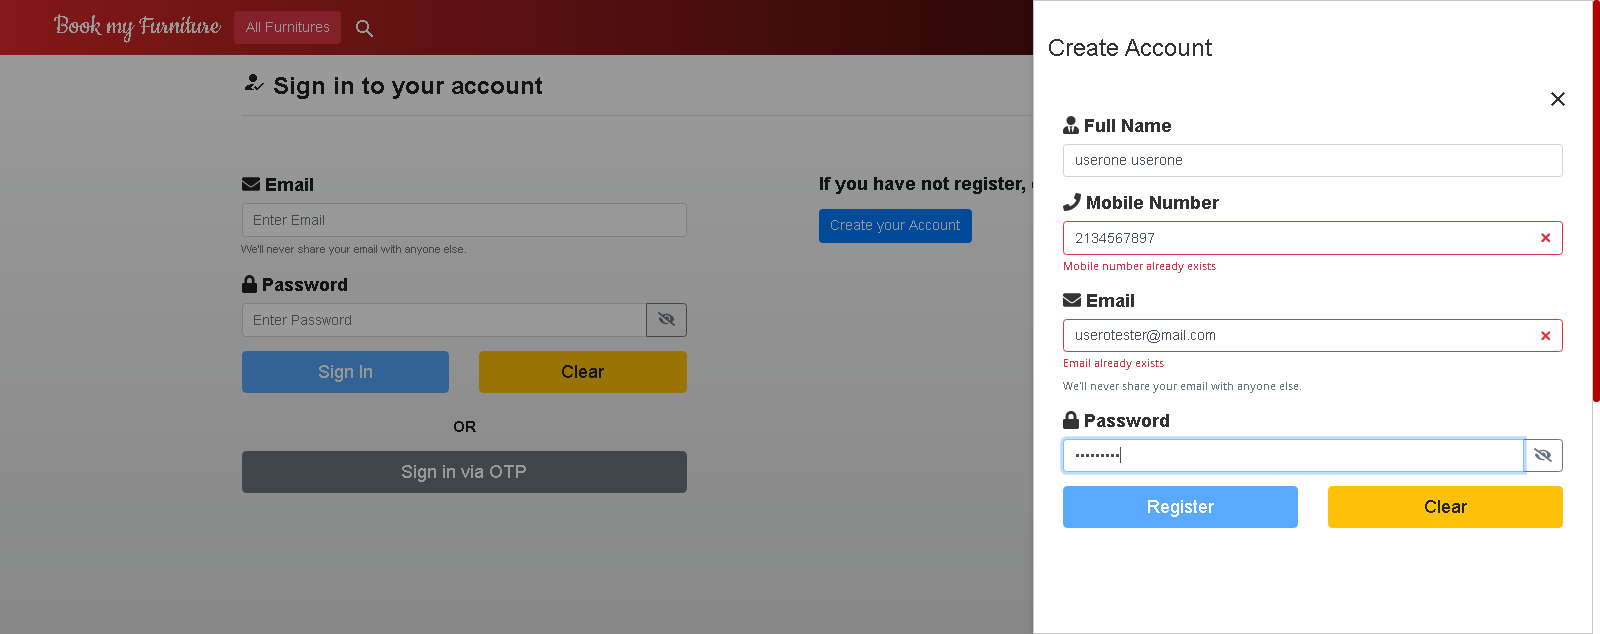 Book my Furniture
All Furnitures
Sign in to your account
Email
Enter Email
We'll never share your email with anyone else.
Password
Enter Password
Sign In
Clear
OR
Sign in via OTP
If you have not register,
Create your Account
Create Account
Full Name
userone userone
Mobile Number
2134567897
Mobile number already exists
Email
userotester@mail.com
Email already exists
We'll never share your email with anyone else.
Password
•••••••••
Register
Clear